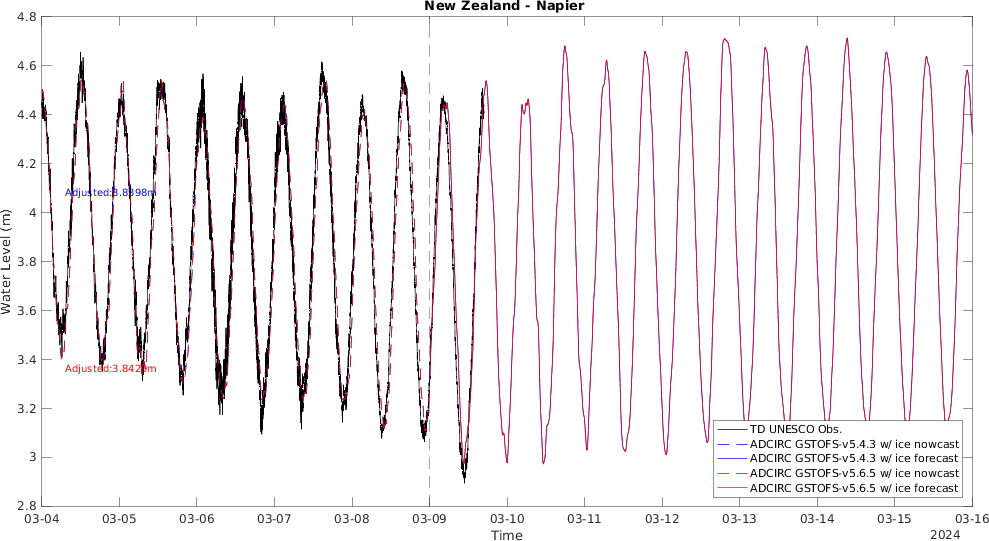 New Zealand - Napier
Water Level (m)
4.8
4.6
4.4
4.2
4
3.8
3.6
3.4
3.2
3
2.8
Adjusted:3.8398m
Adjusted:3.8429m
TD UNESCO Obs.
ADCIRC GSTOFS-v5.4.3 w/ ice nowcast
ADCIRC GSTOFS-v5.4.3 w/ ice forecast
ADCIRC GSTOFS-v5.6.5 w/ ice nowcast
ADCIRC GSTOFS-v5.6.5 w/ ice forecast
03-04 03-05 03-06 03-07 03-08 03-09 03-10 03-11 03-12 03-13 03-14 03-15 03-16
Time
2024